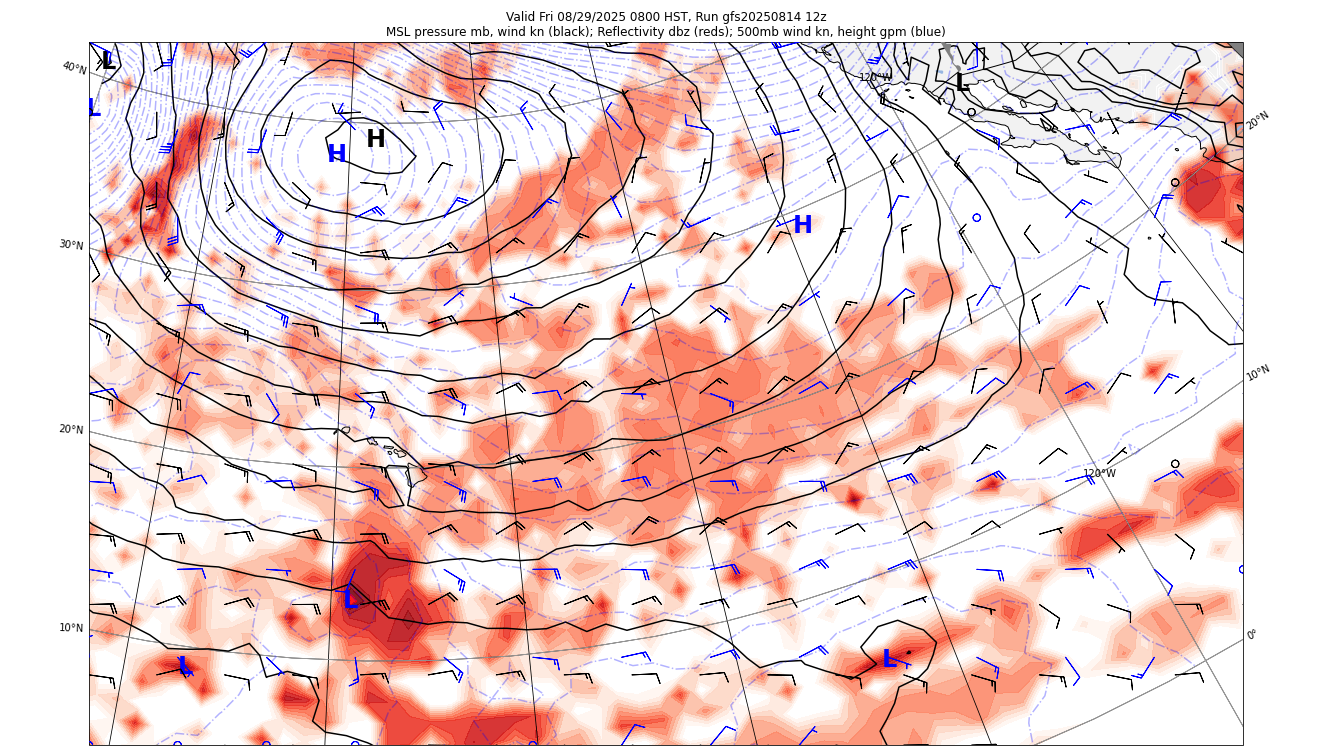 Valid Fri 08/29/2025 0800 HST, Run gfs20250814 12z
MSL pressure mb, wind kn (black); Reflectivity dbz (reds); 500mb wind kn, height gpm (blue)
L
40°N
L
120°W
L
20°N
H
H
H
30°N
10°N
20°N
120°W
L
10°N
0°
L
L